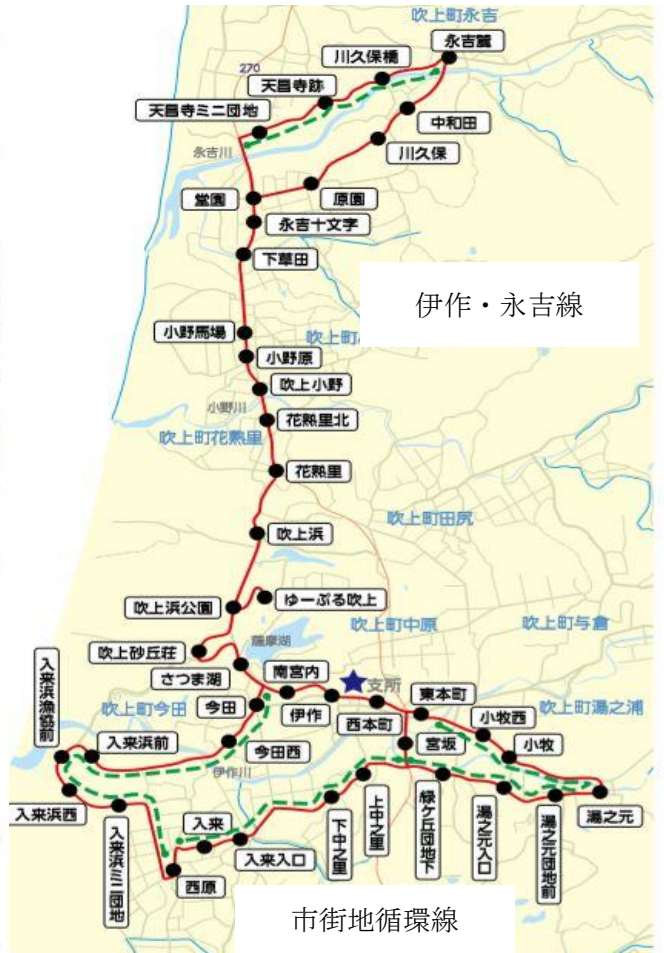 吹上町永吉
永吉麓
川久保橋
270
天昌寺跡
天昌寺ミニ団地
中和田
川久保
永吉川
原園
堂園
永吉十文字
下草田
伊作・永吉線
小野馬場
吹上町
小野原
吹上小野
小野川
花熟里北
吹上町花熟里
花熟里
吹上町田尻
吹上浜
ゆーぷる吹上
吹上浜公園
吹上町中原
吹上町与倉
薩摩湖
吹上砂丘荘
さつま湖
南宮内
支所
入来浜漁協前
吹上町今田
今田
伊作
西本町
東本町
吹上町湯之浦
小牧西
小牧
宮坂
入来浜前
今田西
伊作川
湯之元
入来浜西
入来浜ミニ団地
入来
入来入口
西原
下中之里
上中之里
緑ケ丘団地下
湯之元入口
湯之元団地前
市街地循環線